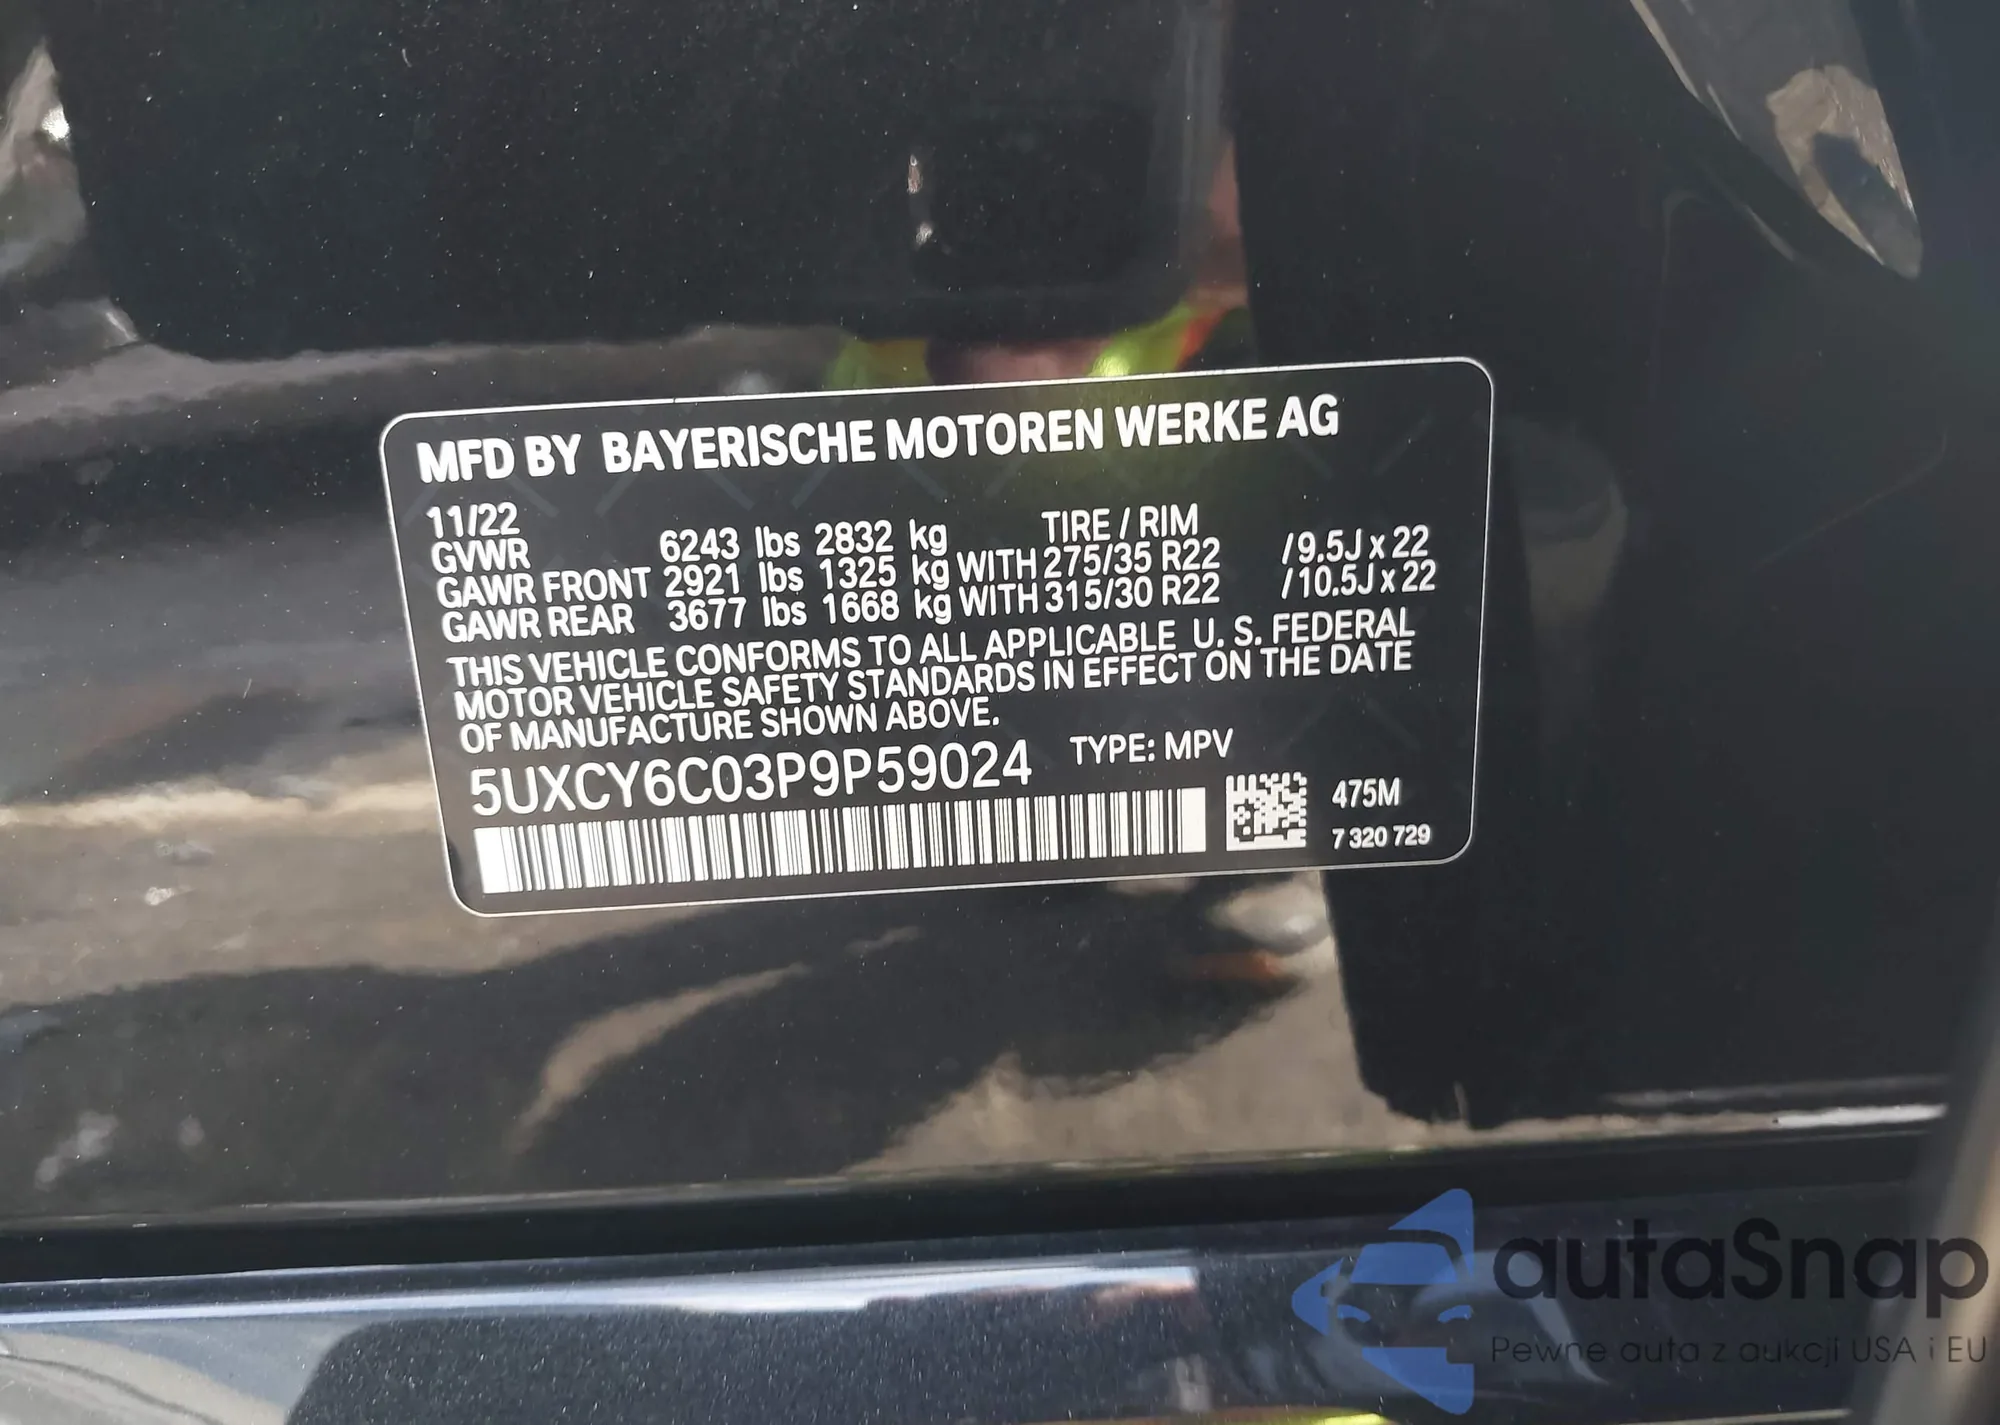 MFD BY BAYERISCHE MOTOREN WERKE AG
11/22 TIRE / RIM
GVWR 6243 lbs 2832 kg
GAWR FRONT 2921 lbs 1325 kg WITH 275/35 R22 /9.5J x 22
GAWR REAR 3677 lbs 1668 kg WITH 315/30 R22 /10.5J x 22
THIS VEHICLE CONFORMS TO ALL APPLICABLE U. S. FEDERAL
MOTOR VEHICLE SAFETY STANDARDS IN EFFECT ON THE DATE
OF MANUFACTURE SHOWN ABOVE.
5UXCY6C03P9P59024 TYPE: MPV
475M
7 320 729
autaSnap
Pewne auta z aukcji USA i EU